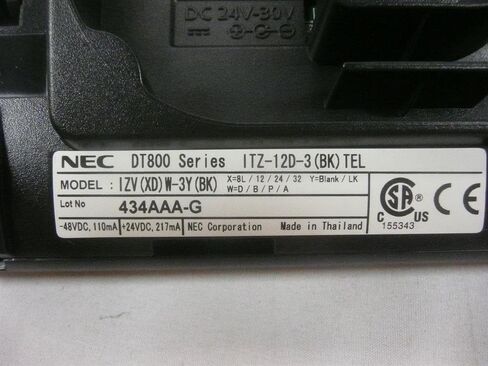 DC 24V-30V
NEC DT800 Series ITZ-12D-3(BK)TEL
MODEL : IZV(XD)W-3Y(BK) X=8L/12/24/32 Y=Blank/LK
W=D/B/P/A
Lot No 434AAA-G
-48VDC, 110mA +24VDC, 217mA NEC Corporation Made in Thailand
SA
C US
155343